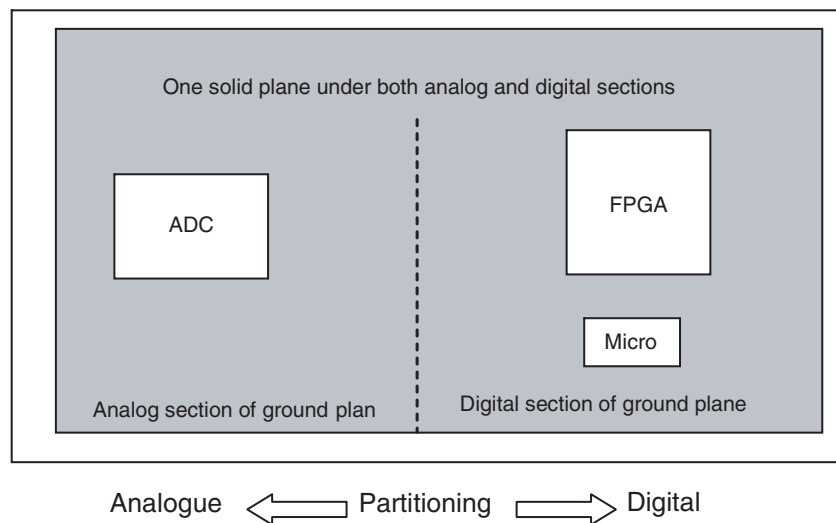 One solid plane under both analog and digital sections
ADC
FPGA
Micro
Analog section of ground plan
Digital section of ground plane
Analogue Partitioning Digital